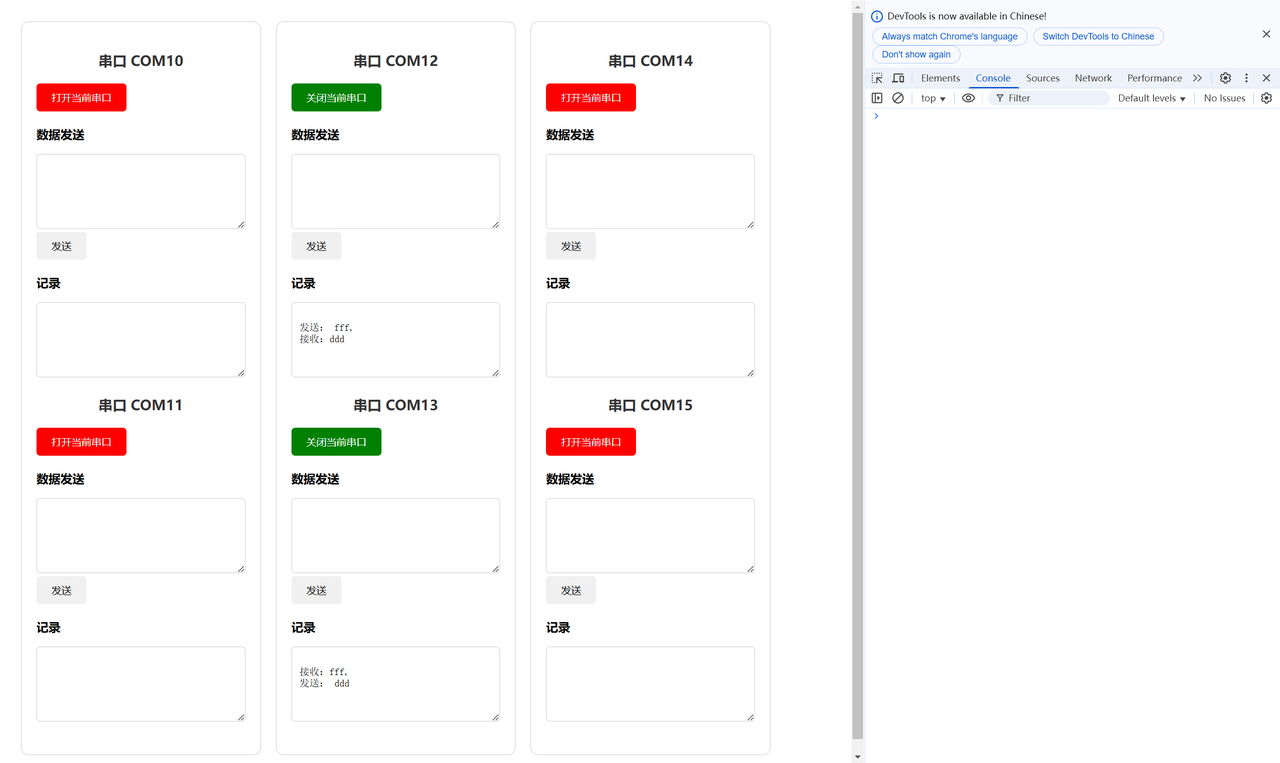 串口 COM10
打开当前串口
数据发送
发送
记录
串口 COM11
打开当前串口
数据发送
发送
记录
串口 COM12
关闭当前串口
数据发送
发送
记录
发送： fff,
接收：ddd
串口 COM13
关闭当前串口
数据发送
发送
记录
接收：fff,
发送： ddd
串口 COM14
打开当前串口
数据发送
发送
记录
串口 COM15
打开当前串口
数据发送
发送
记录
DevTools is now available in Chinese!
Always match Chrome's language Switch DevTools to Chinese
Don't show again
Elements Console Sources Network Performance
top Filter Default levels No Issues